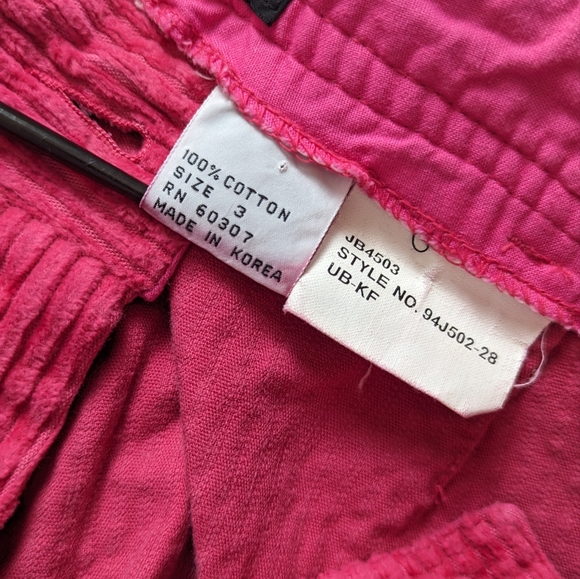 100% COTTON
SIZE 3
RN 60307
MADE IN KOREA
JB4503
STYLE NO. 94J502-28
UB-KF